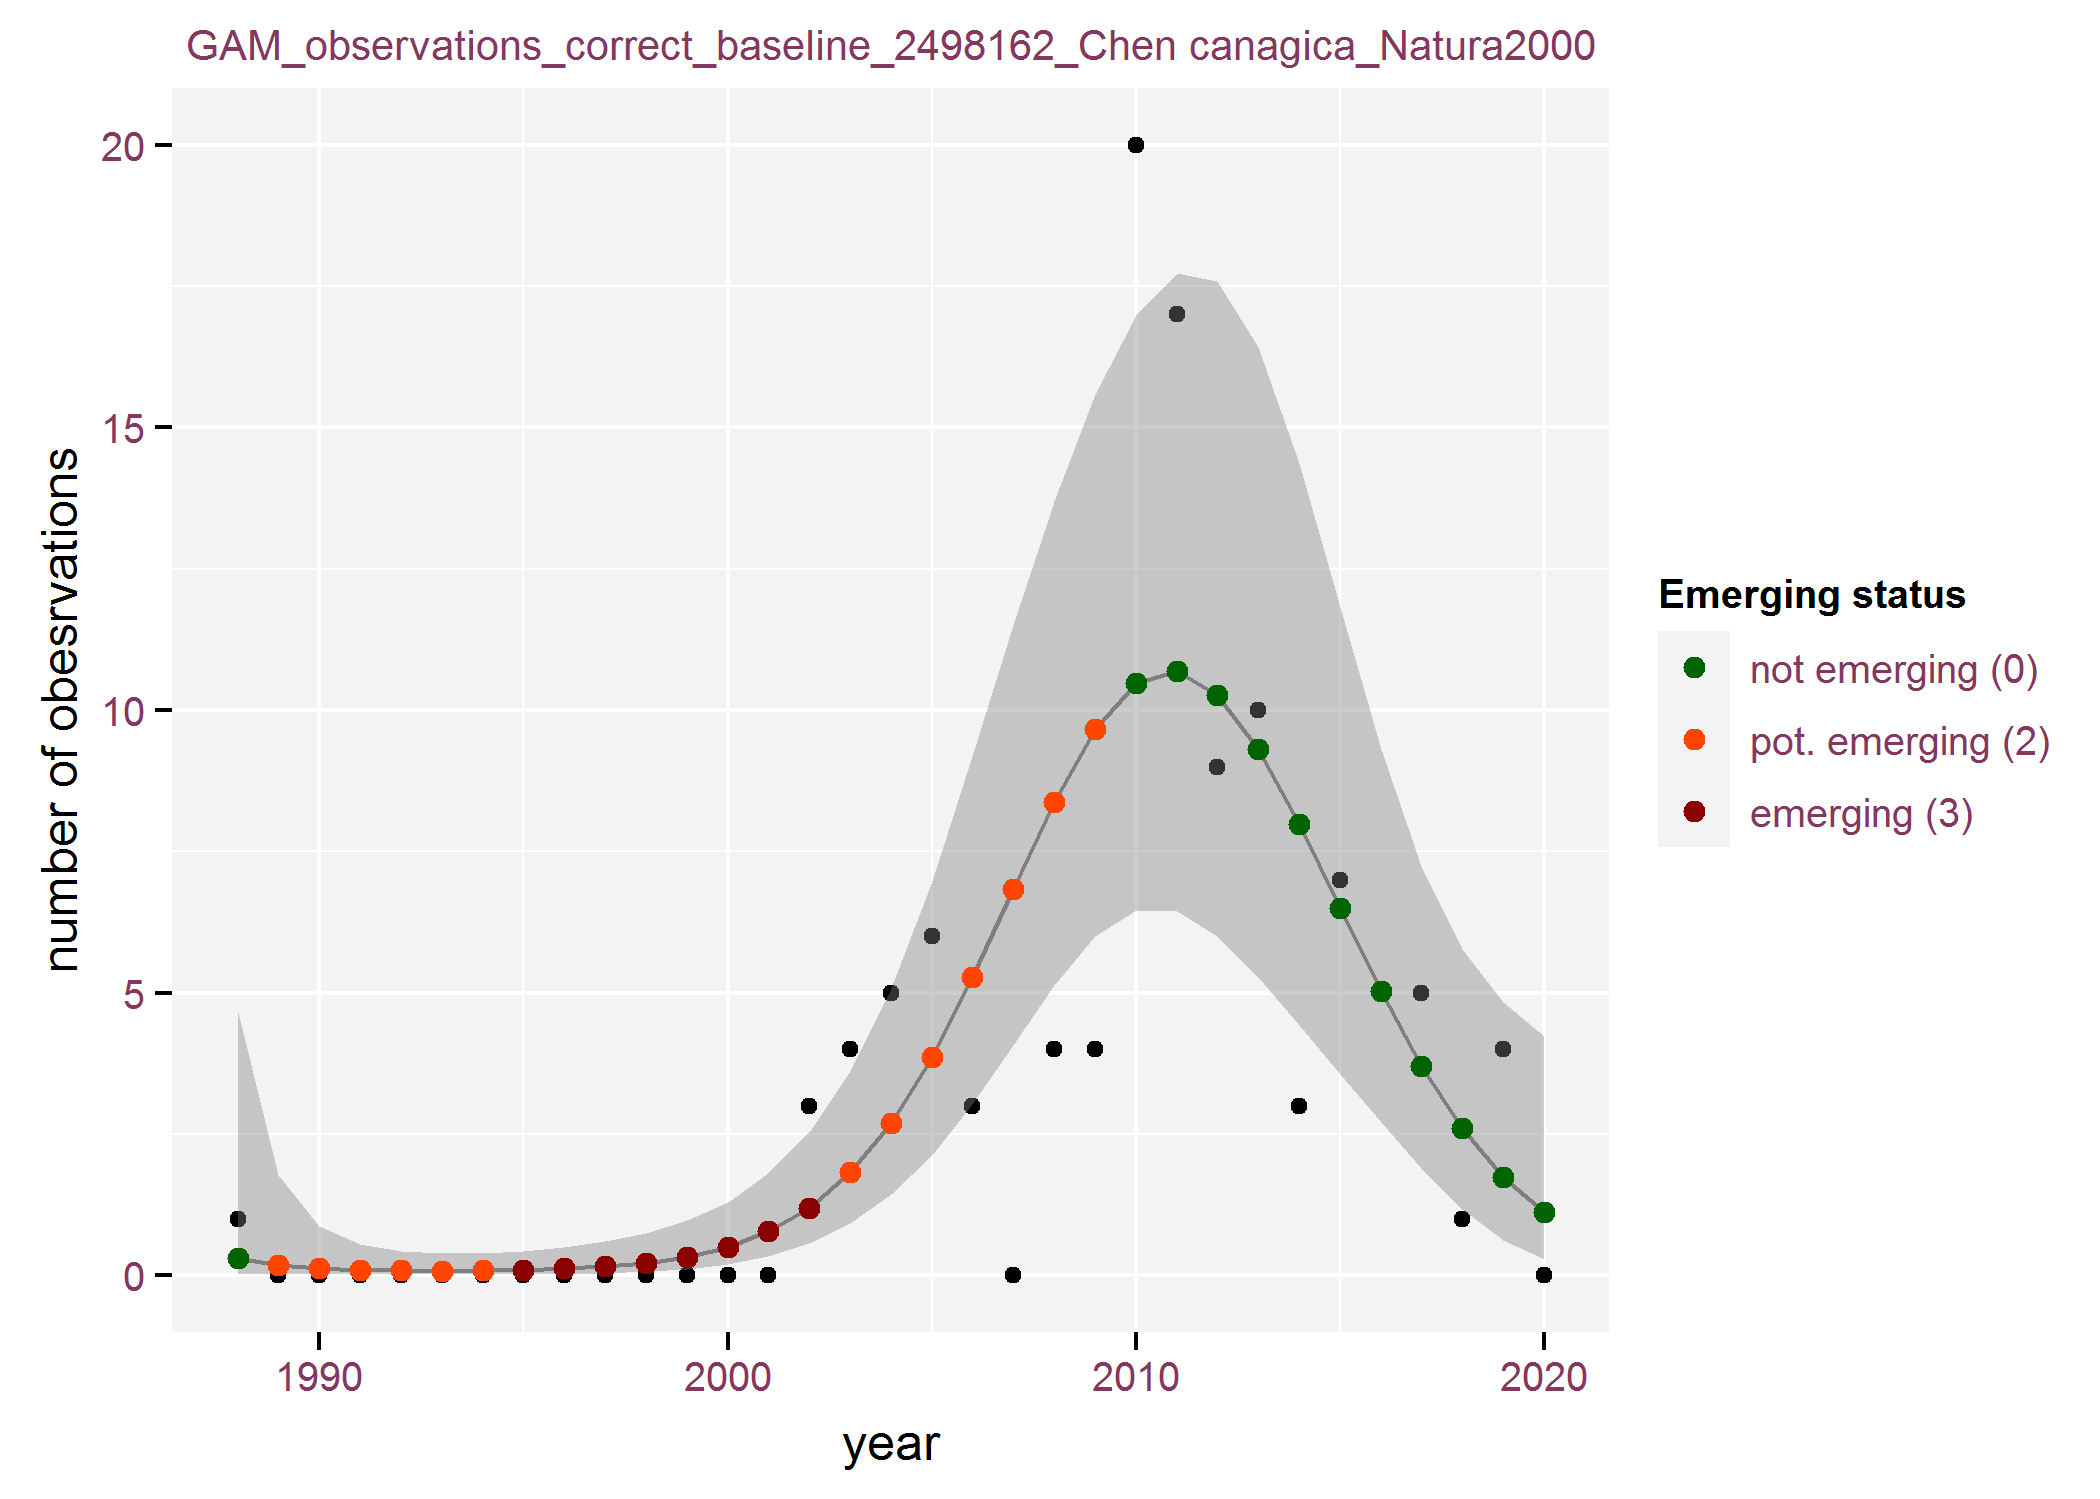 GAM_observations_correct_baseline_2498162_Chen canagica_Natura2000
20
15
10
5
0
number of obesrvations
1990
2000
2010
2020
year
Emerging status
not emerging (0)
pot. emerging (2)
emerging (3)